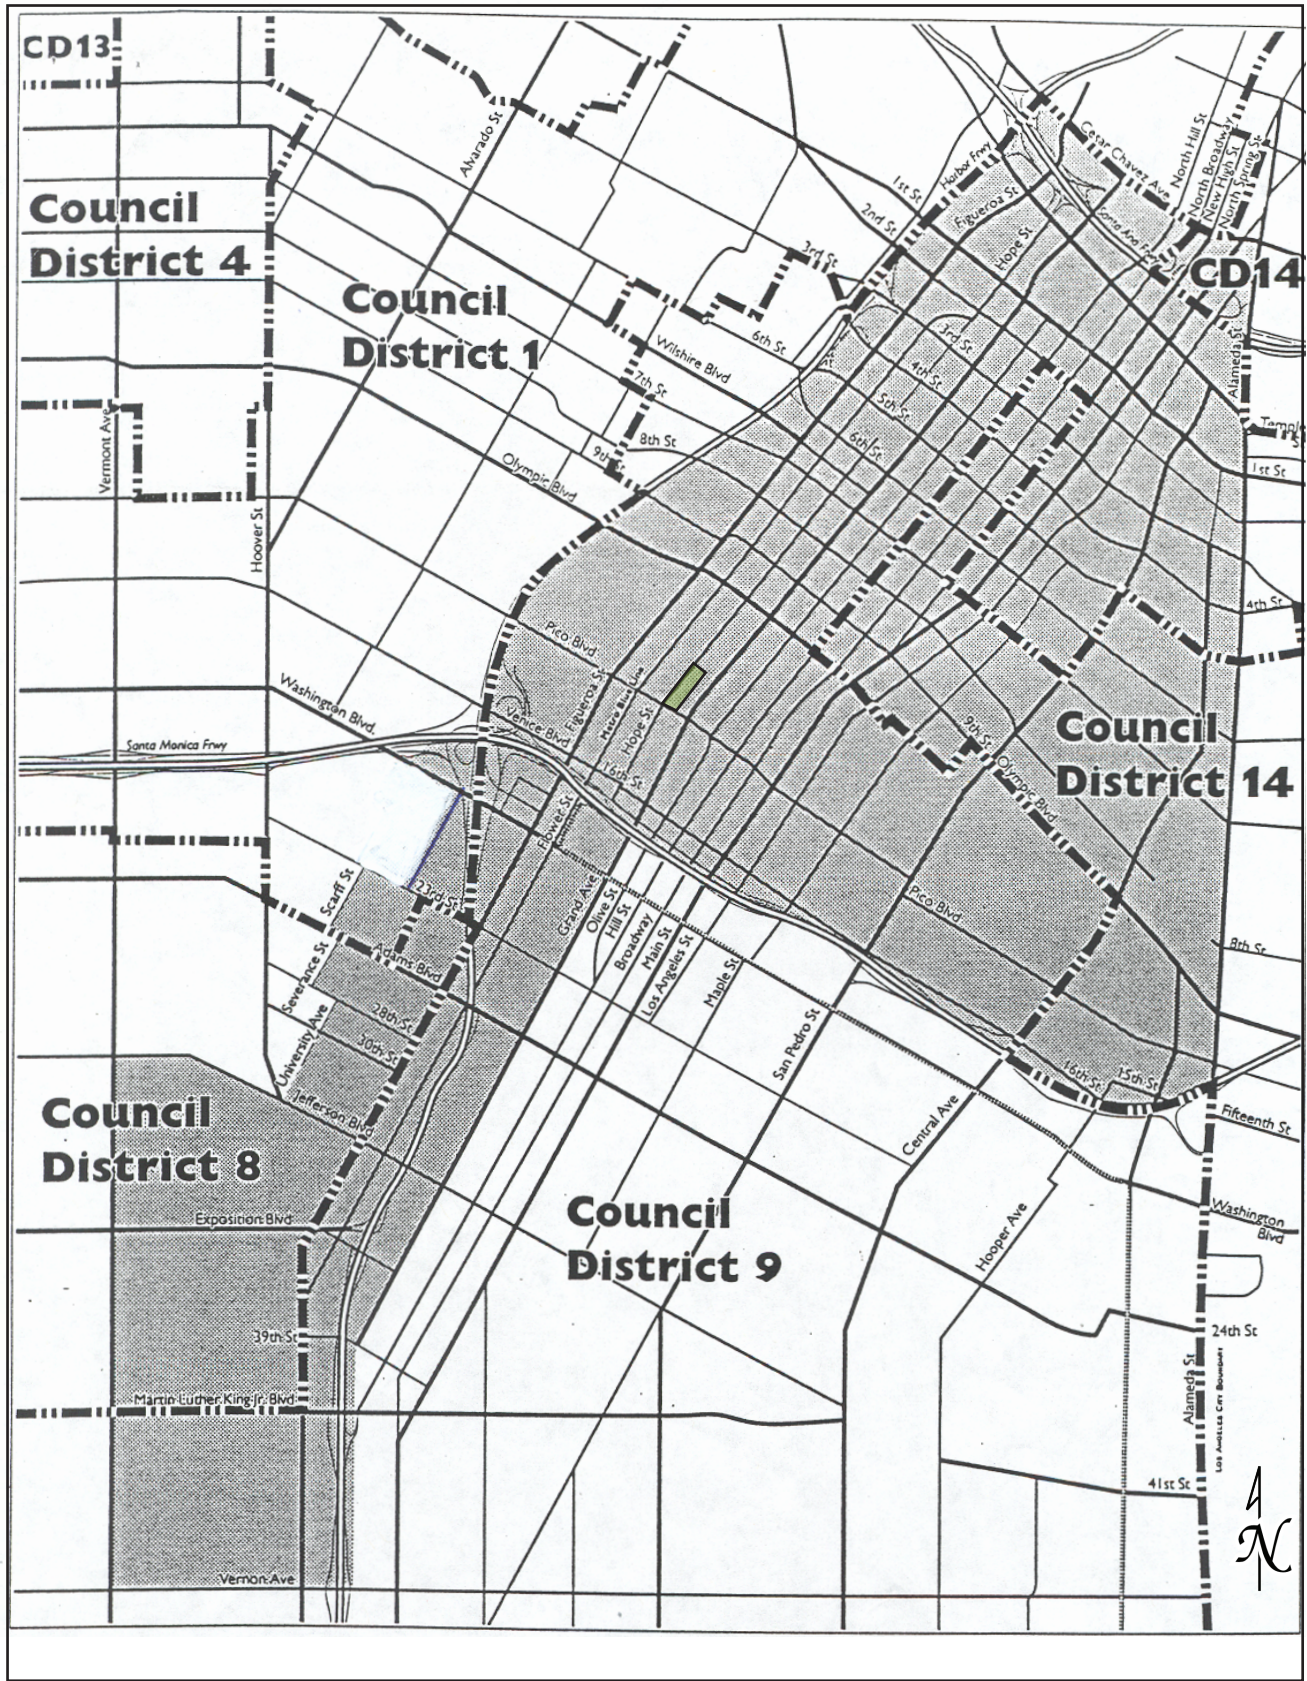 CD13
Alvarado St
Cesar Chavez Ave
North Hill St
North Broadway
New High St
North Spring St
Harbor Frwy
1st St
2nd St
Figueroa St
Hope St
3rd St
Council
District 4
CD14
Council
District 1
6th St
Wilshire Blvd
7th St
8th St
9th St
Olympic Blvd
3rd St
4th St
5th St
6th St
Alameda St
1st St
4th St
Vermont Ave
Hoover St
Pico Blvd
Figueroa St
Metro Blue Line
Hope St
Venice Blvd
16th St
Washington Blvd.
Santa Monica Frwy
9th St
Olympic Blvd
Council
District 14
Flower St
Pico Blvd
8th St
Scarff St
23rd St
Grand Ave
Olive St
Hill St
Broadway
Main St
Los Angeles St
Maple St
San Pedro St
Adams Blvd
Severance St
University Ave
28th St
30th St
Jefferson Blvd
Central Ave
16th St
15th St
Fifteenth St
Council
District 8
Exposition Blvd
Council
District 9
Hooper Ave
Washington
Blvd
39th St
24th St
Martin Luther King Jr. Blvd
Alameda St
Los Angeles City Boundary
41st St
Vernon Ave
N